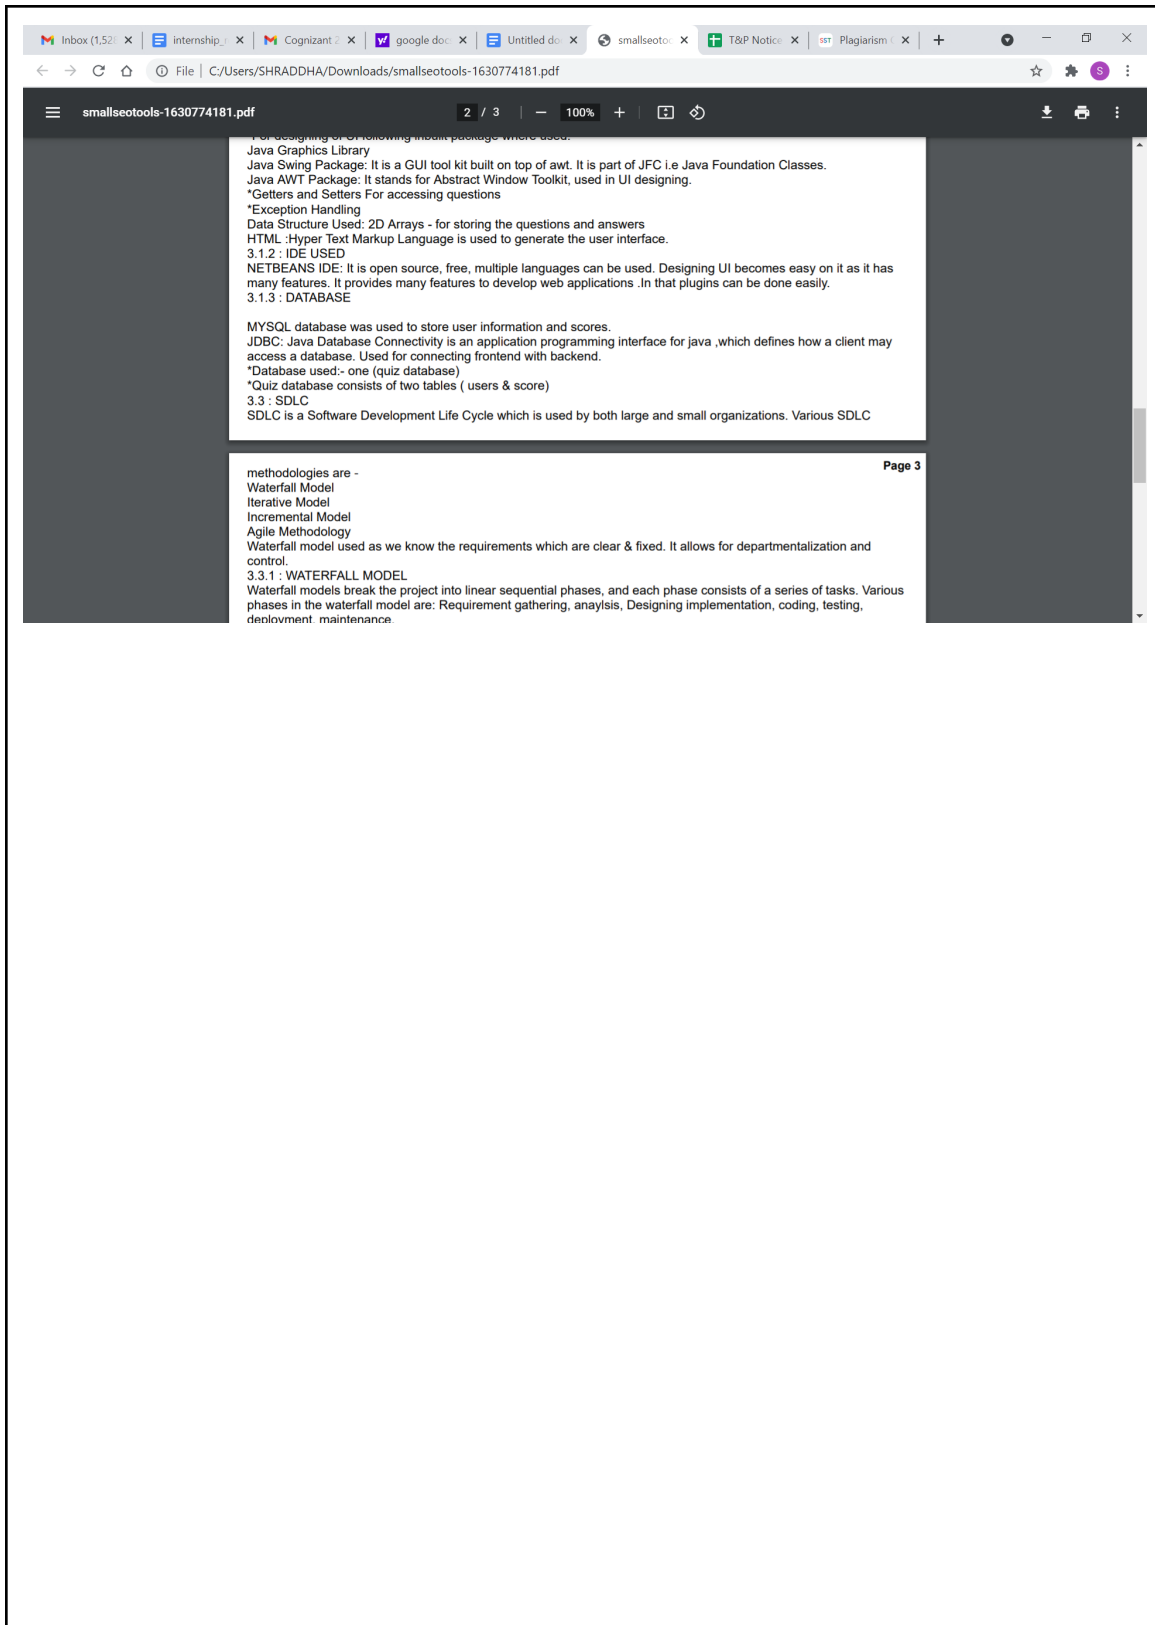 Inbox (1,52
internship_r
Cognizant 2
google doc
Untitled do
smallseotoo
T&P Notice
Plagiarism
File | C:/Users/SHRADDHA/Downloads/smallseotools-1630774181.pdf
S
smallseotools-1630774181.pdf
2 / 3
100%
*For designing of UI following inbuilt package where used:
Java Graphics Library
Java Swing Package: It is a GUI tool kit built on top of awt. It is part of JFC i.e Java Foundation Classes.
Java AWT Package: It stands for Abstract Window Toolkit, used in UI designing.
*Getters and Setters For accessing questions
*Exception Handling
Data Structure Used: 2D Arrays - for storing the questions and answers
HTML :Hyper Text Markup Language is used to generate the user interface.
3.1.2 : IDE USED
NETBEANS IDE: It is open source, free, multiple languages can be used. Designing UI becomes easy on it as it has
many features. It provides many features to develop web applications .In that plugins can be done easily.
3.1.3 : DATABASE
MYSQL database was used to store user information and scores.
JDBC: Java Database Connectivity is an application programming interface for java ,which defines how a client may
access a database. Used for connecting frontend with backend.
*Database used:- one (quiz database)
*Quiz database consists of two tables ( users & score)
3.3 : SDLC
SDLC is a Software Development Life Cycle which is used by both large and small organizations. Various SDLC
Page 3
methodologies are -
Waterfall Model
Iterative Model
Incremental Model
Agile Methodology
Waterfall model used as we know the requirements which are clear & fixed. It allows for departmentalization and
control.
3.3.1 : WATERFALL MODEL
Waterfall models break the project into linear sequential phases, and each phase consists of a series of tasks. Various
phases in the waterfall model are: Requirement gathering, anaylsis, Designing implementation, coding, testing,
deployment, maintenance.